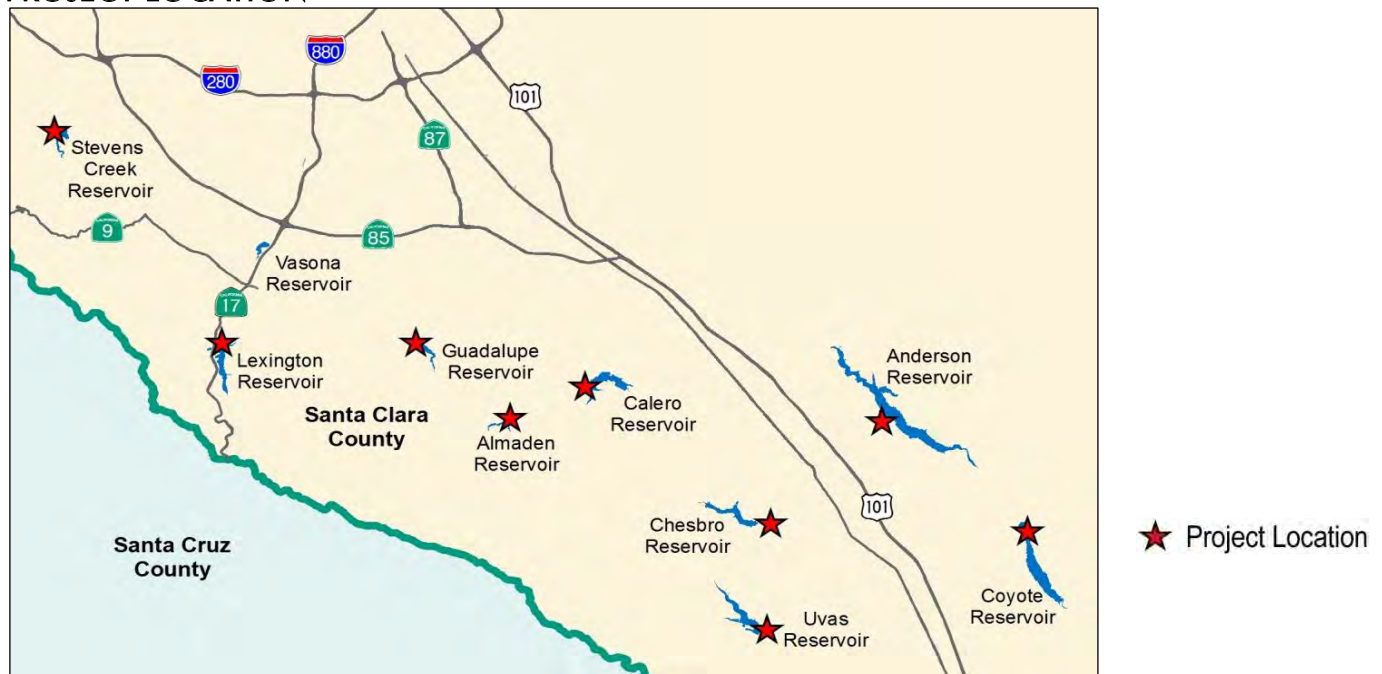 PROJECT LOCATION
880
280
101
87
Stevens
Creek
Reservoir
9
85
Vasona
Reservoir
17
Lexington
Reservoir
Guadalupe
Reservoir
Anderson
Reservoir
Calero
Reservoir
Santa Clara
County
Almaden
Reservoir
101
Chesbro
Reservoir
Project Location
Santa Cruz
County
Coyote
Reservoir
Uvas
Reservoir